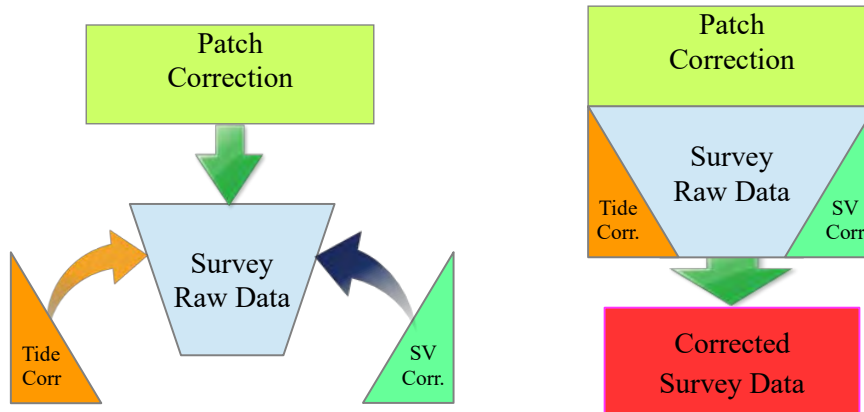 Patch
Correction
Survey
Raw Data
Tide
Corr
SV
Corr.
Patch
Correction
Survey
Raw Data
Tide
Corr.
SV
Corr.
Corrected
Survey Data